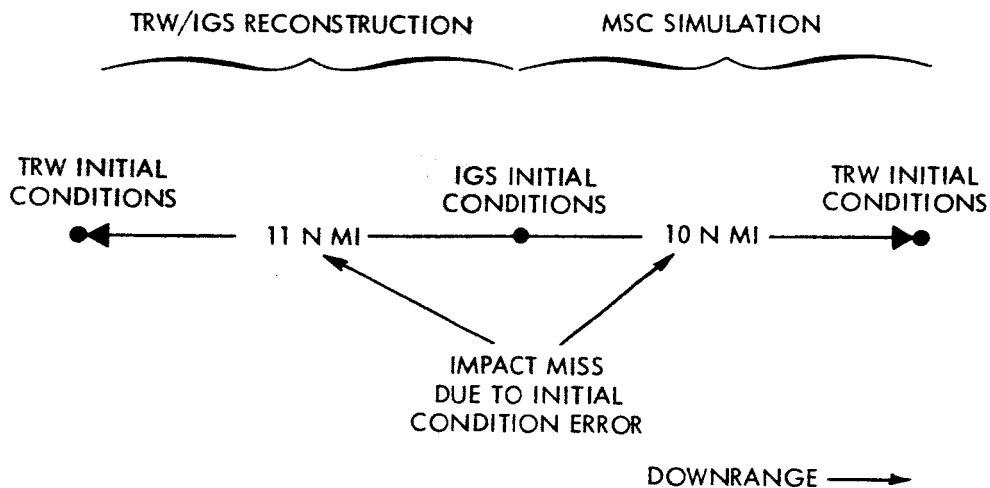 TRW/IGS RECONSTRUCTION
MSC SIMULATION
TRW INITIAL
CONDITIONS
IGS INITIAL
CONDITIONS
TRW INITIAL
CONDITIONS
11 N MI
10 N MI
IMPACT MISS
DUE TO INITIAL
CONDITION ERROR
DOWNRANGE